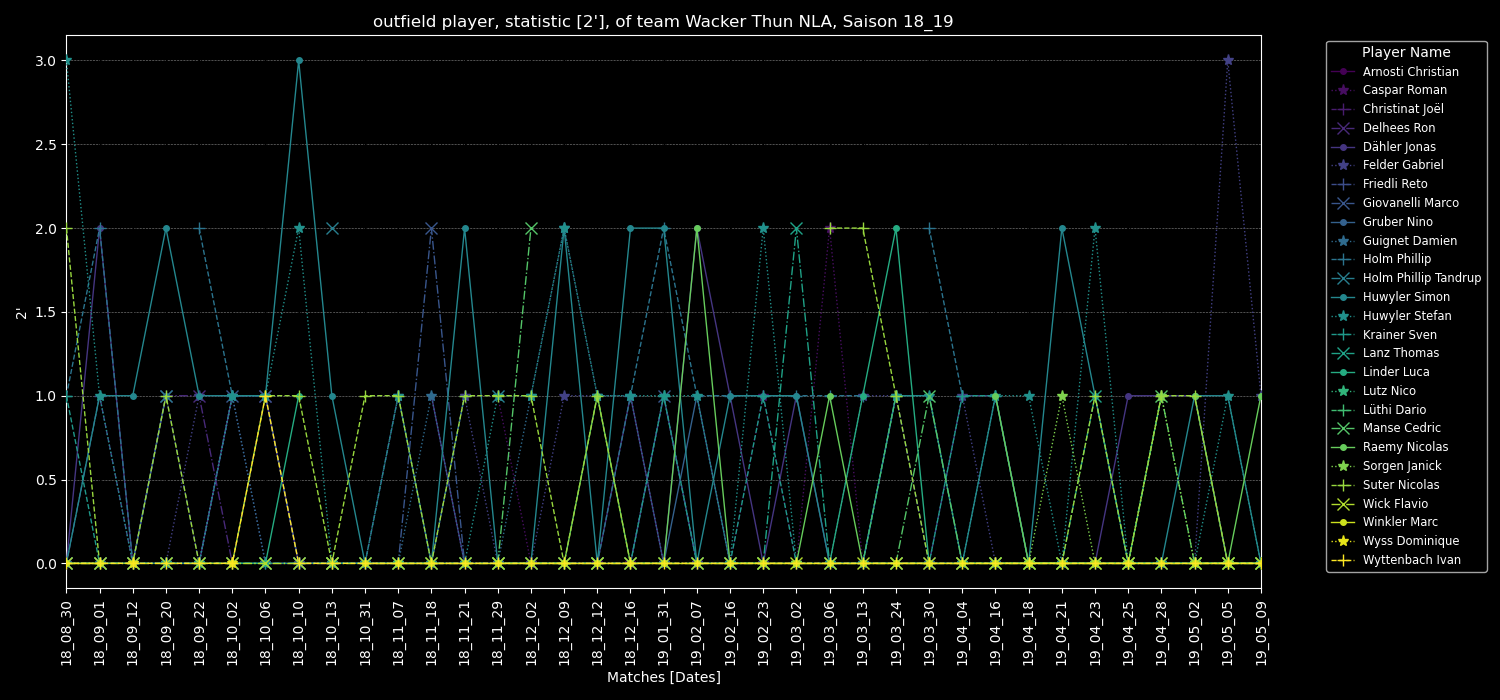 outfield player, statistic [2'], of team Wacker Thun NLA, Saison 18_19
3.0
2.5
2.0
1.5
1.0
0.5
0.0
2'
18_08_30
18_09_01
18_09_12
18_09_20
18_09_22
18_10_02
18_10_06
18_10_10
18_10_13
18_10_31
18_11_07
18_11_18
18_11_21
18_11_29
18_12_02
18_12_09
18_12_12
18_12_16
19_01_31
19_02_07
19_02_16
19_02_23
19_03_02
19_03_06
19_03_13
19_03_24
19_03_30
19_04_04
19_04_16
19_04_18
19_04_21
19_04_23
19_04_25
19_04_28
19_05_02
19_05_05
19_05_09
Matches [Dates]
Player Name
Arnosti Christian
Caspar Roman
Christinat Joël
Delhees Ron
Dähler Jonas
Felder Gabriel
Friedli Reto
Giovanelli Marco
Gruber Nino
Guignet Damien
Holm Phillip
Holm Phillip Tandrup
Huwyler Simon
Huwyler Stefan
Krainer Sven
Lanz Thomas
Linder Luca
Lutz Nico
Lüthi Dario
Manse Cedric
Raemy Nicolas
Sorgen Janick
Suter Nicolas
Wick Flavio
Winkler Marc
Wyss Dominique
Wyttenbach Ivan